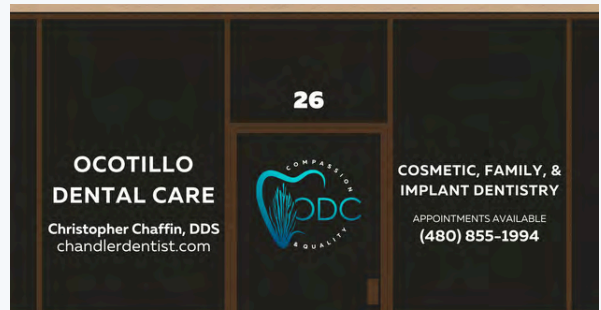 26
OCOTILLO
DENTAL CARE
Christopher Chaffin, DDS
chandlerdentist.com
COMPASSION
ODC
& QUALITY
COSMETIC, FAMILY, &
IMPLANT DENTISTRY
APPOINTMENTS AVAILABLE
(480) 855-1994